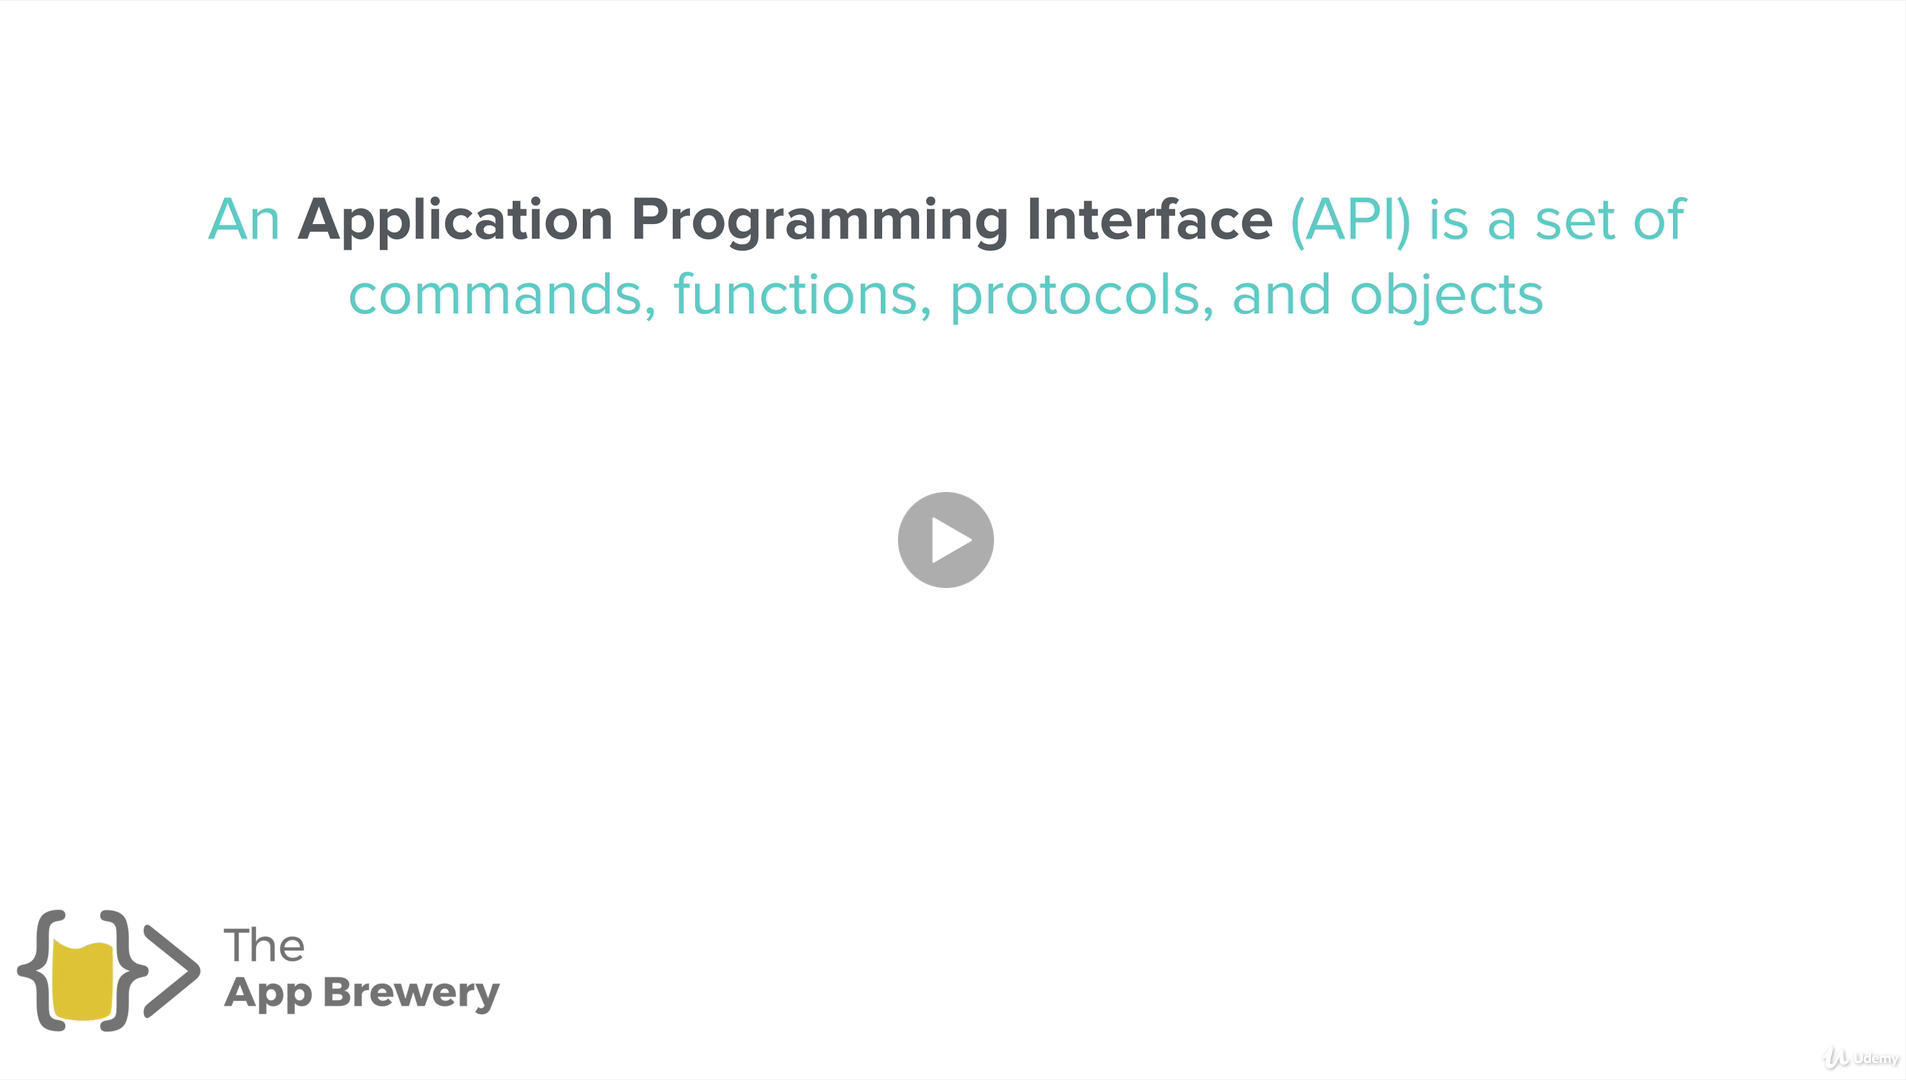 An Application Programming Interface (API) is a set of
commands, functions, protocols, and objects
The
App Brewery
Udemy